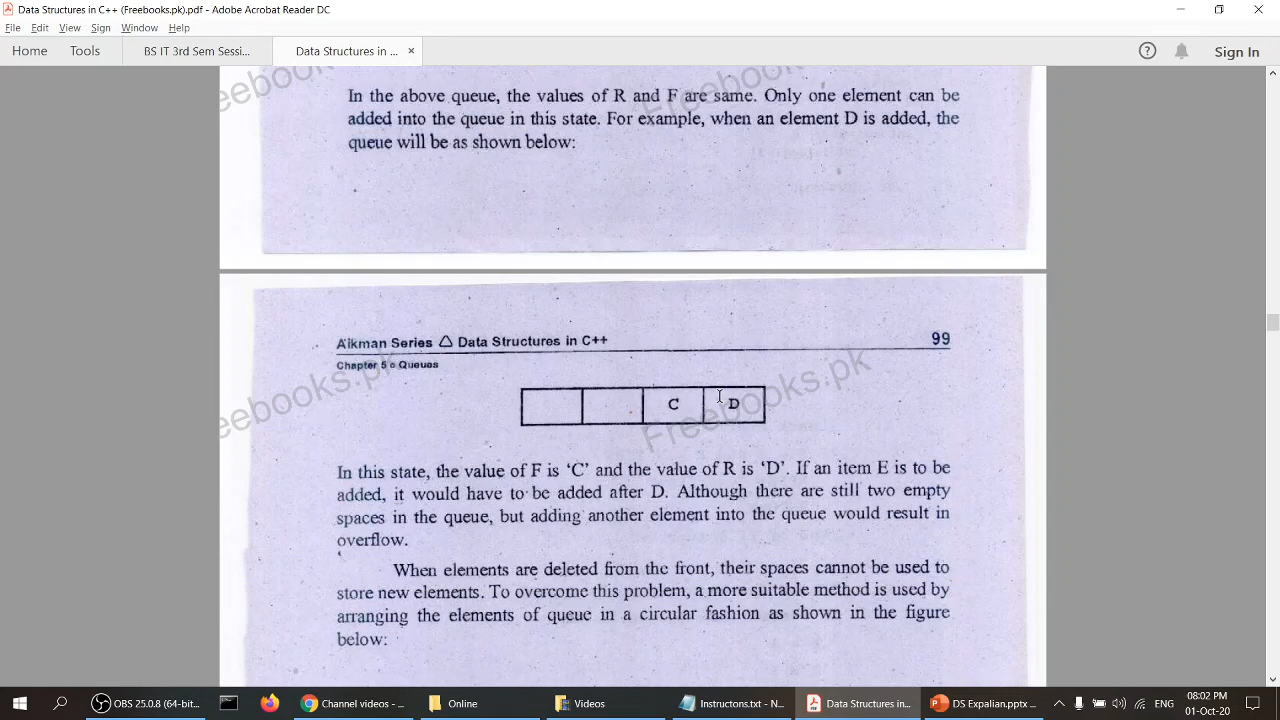 Data Structures in C++ (Freebooks.pk).pdf - Adobe Acrobat Reader DC
File Edit View Sign Window Help
Home Tools BS IT 3rd Sem Sessi... Data Structures in ... × Sign In
Freebooks.pk Freebooks.pk
In the above queue, the values of R and F are same. Only one element can be
added into the queue in this state. For example, when an element D is added, the
queue will be as shown below:
Aikman Series △ Data Structures in C++ 99
Chapter 5 o Queues
Freebooks.pk Freebooks.pk
C D
In this state, the value of F is ‘C’ and the value of R is ‘D’. If an item E is to be
added, it would have to be added after D. Although there are still two empty
spaces in the queue, but adding another element into the queue would result in
overflow.
When elements are deleted from the front, their spaces cannot be used to
store new elements. To overcome this problem, a more suitable method is used by
arranging the elements of queue in a circular fashion as shown in the figure
below:
OBS 25.0.8 (64-bit... Channel videos - ... Online Videos Instructons.txt - N... Data Structures in... DS Expalian.pptx - ... ENG 08:02 PM
01-Oct-20